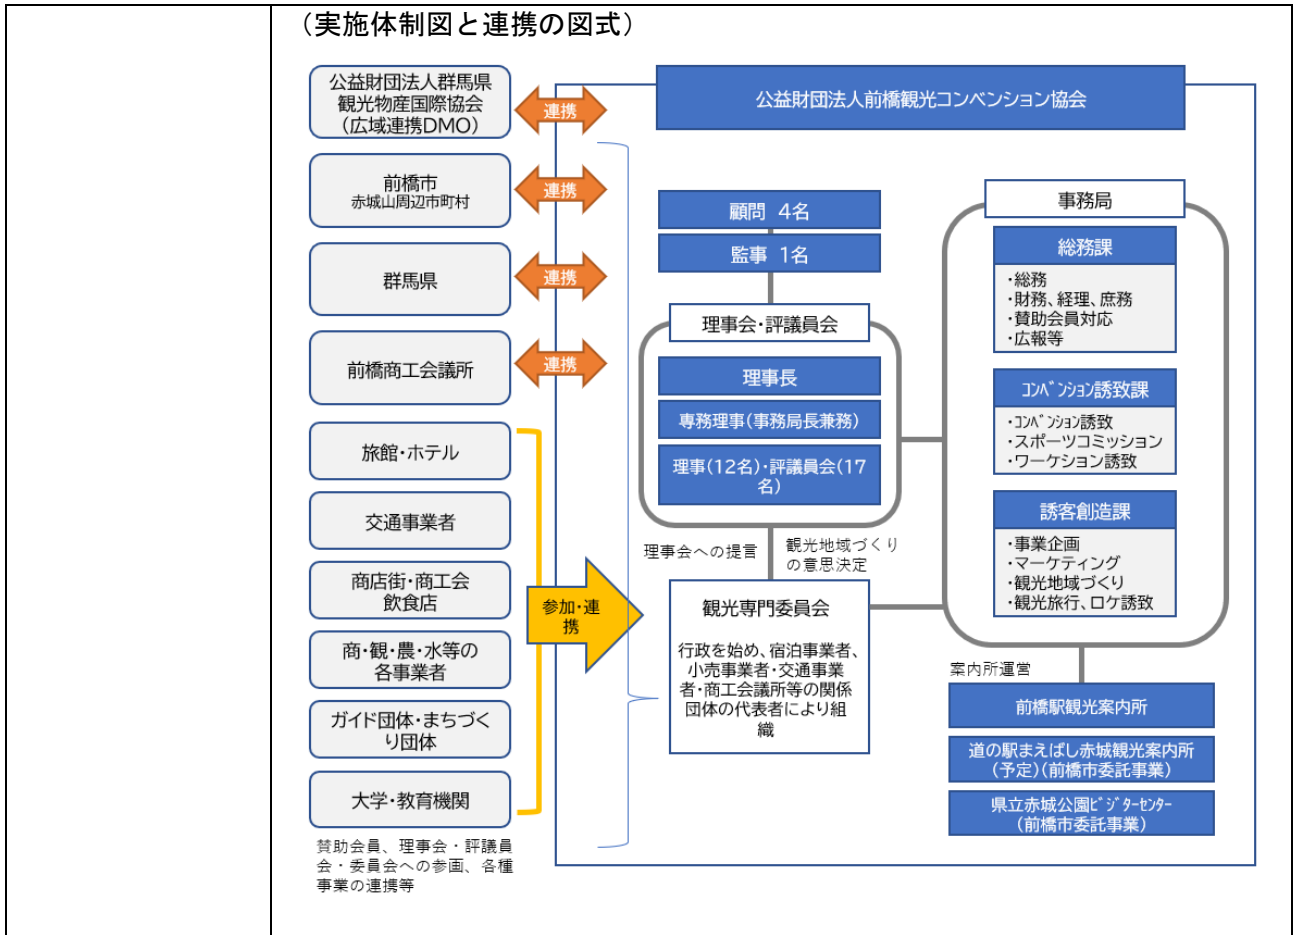 （実施体制図と連携の図式）
公益財団法人群馬県
観光物産国際協会
（広域連携DMO）
連携
前橋市
赤城山周辺市町村
連携
群馬県
連携
前橋商工会議所
連携
旅館・ホテル
交通事業者
商店街・商工会
飲食店
商・観・農・水等の
各事業者
ガイド団体・まちづく
り団体
大学・教育機関
賛助会員、理事会・評議員
会・委員会への参画、各種
事業の連携等
参加・連
携
公益財団法人前橋観光コンベンション協会
顧問 4名
監事 1名
理事会・評議員会
理事長
専務理事(事務局長兼務)
理事(12名)・評議員会(17
名)
理事会への提言
観光地域づくり
の意思決定
観光専門委員会
行政を始め、宿泊事業者、
小売事業者・交通事業
者・商工会議所等の関係
団体の代表者により組
織
事務局
総務課
・総務
・財務、経理、庶務
・賛助会員対応
・広報等
ｺﾝﾍﾞﾝｼｮﾝ誘致課
・ｺﾝﾍﾞﾝｼｮﾝ誘致
・スポーツコミッション
・ワーケション誘致
誘客創造課
・事業企画
・マーケティング
・観光地域づくり
・観光旅行、ロケ誘致
案内所運営
前橋駅観光案内所
道の駅まえばし赤城観光案内所
(予定)(前橋市委託事業)
県立赤城公園ﾋﾞｼﾞﾀｰｾﾝﾀｰ
(前橋市委託事業)